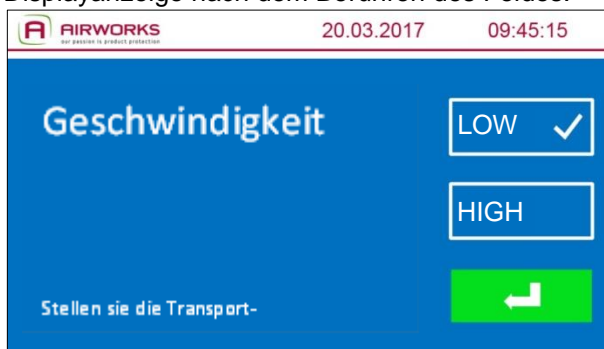 Displayanzeige nach dem Berühren des Feldes:
AIRWORKS 20.03.2017 09:45:15
our passion is product protection
Geschwindigkeit
LOW
HIGH
Stellen sie die Transport-